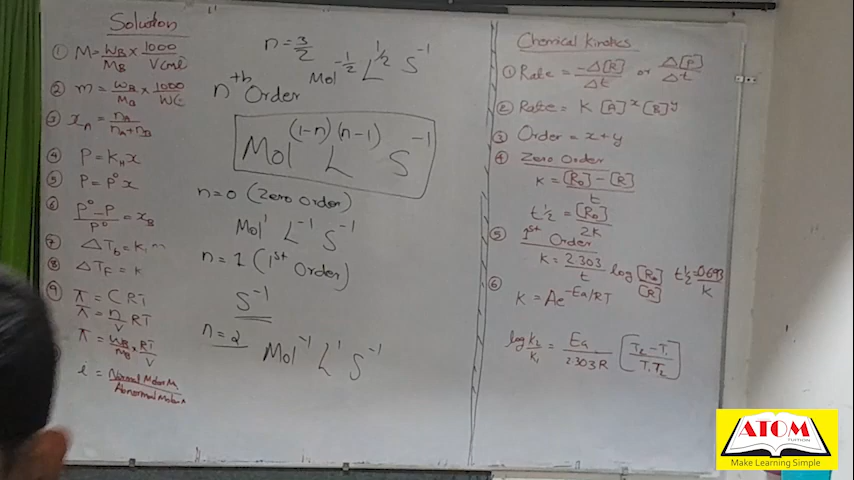 Solution
① M = W_B/M_B × 1000/V(ml)
② m = W_B/M_B × 1000/W
③ x_n = n_A/(n_A+n_B)
④ P = K_H x
⑤ P = P° x
⑥ (P° − P)/P° = x_B
⑦ ΔT_b = K
⑧ ΔT_F = K
⑨ π = CRT
π = n/V RT
π = W_B/M_B × RT/V
i = Normal Molar M/Abnormal Molar
n = 3/2 Mol^(-1/2) L^(1/2) S^-1
n^th Order
Mol^(1-n) L^(n-1) S^-1
n = 0 (Zero Order)
Mol^1 L^-1 S^-1
n = 1 (1st Order)
S^-1
n = 2 Mol^-1 L^1 S^-1
Chemical Kinetics
① Rate = −Δ[R]/Δt or Δ[P]/Δt
② Rate = K [A]^x [B]^y
③ Order = x + y
④ Zero Order
K = [R₀] − [R]/t
t½ = [R₀]/2K
⑤ 1st Order
K = 2.303/t log [R₀]/[R] t½ = 0.693/K
⑥ K = Ae^(-Ea/RT)
log K₂/K₁ = Ea/2.303R [T₂ − T₁/T₁T₂]
ATOM
TUITION
Make Learning Simple